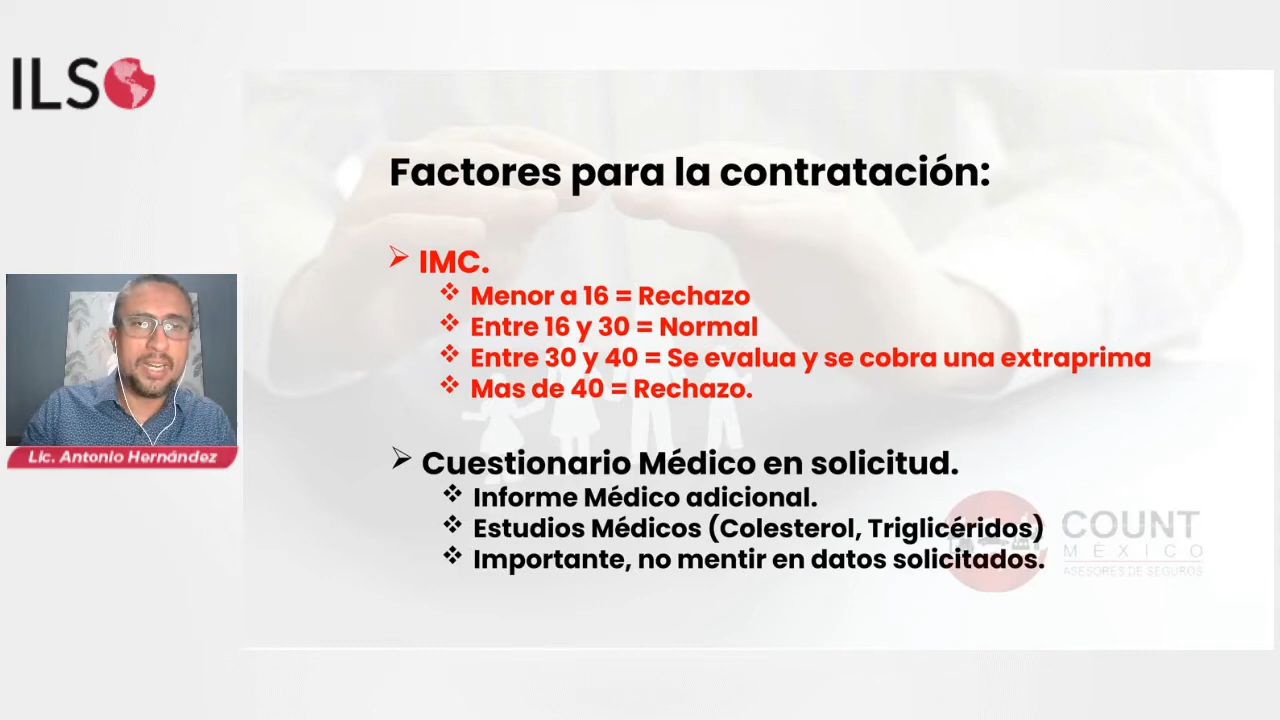 ILSO
Factores para la contratación:
IMC.
Menor a 16 = Rechazo
Entre 16 y 30 = Normal
Entre 30 y 40 = Se evalua y se cobra una extraprima
Mas de 40 = Rechazo.
Lic. Antonio Hernández
Cuestionario Médico en solicitud.
Informe Médico adicional.
Estudios Médicos (Colesterol, Triglicéridos)
Importante, no mentir en datos solicitados.
COUNT
MÉXICO
ASESORES DE SEGUROS